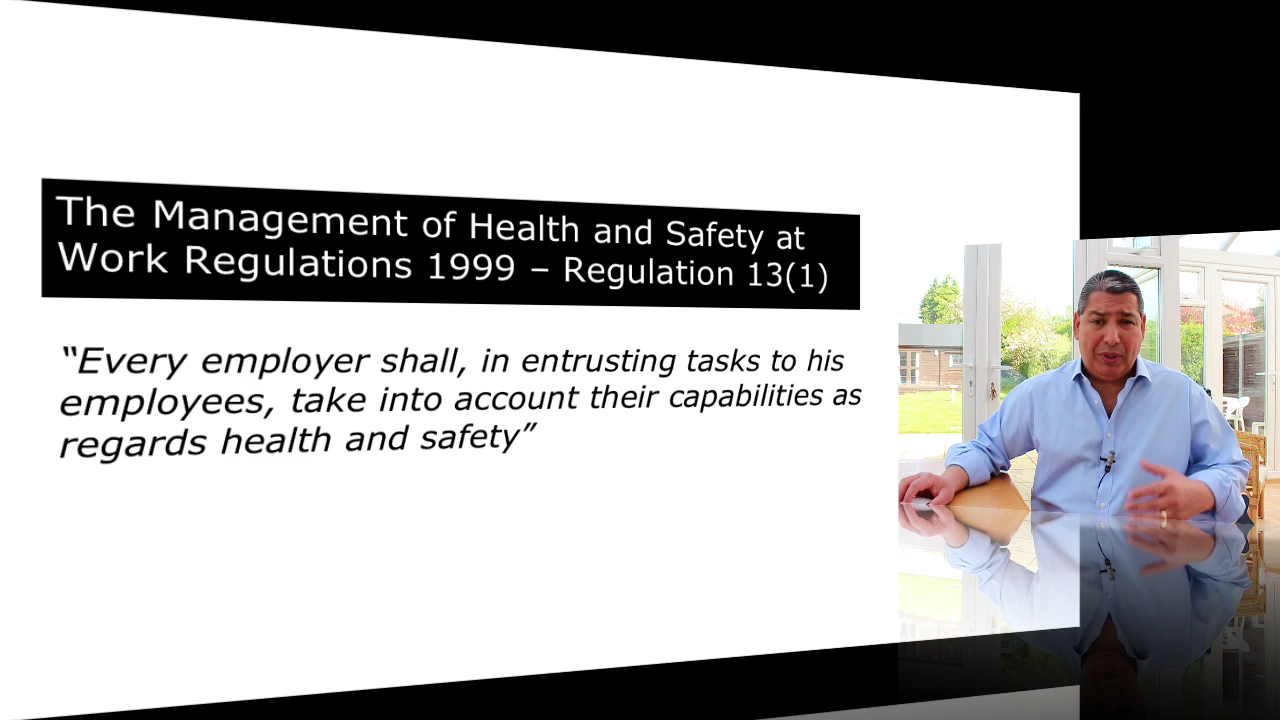 The Management of Health and Safety at
Work Regulations 1999 – Regulation 13(1)
“Every employer shall, in entrusting tasks to his
employees, take into account their capabilities as
regards health and safety”